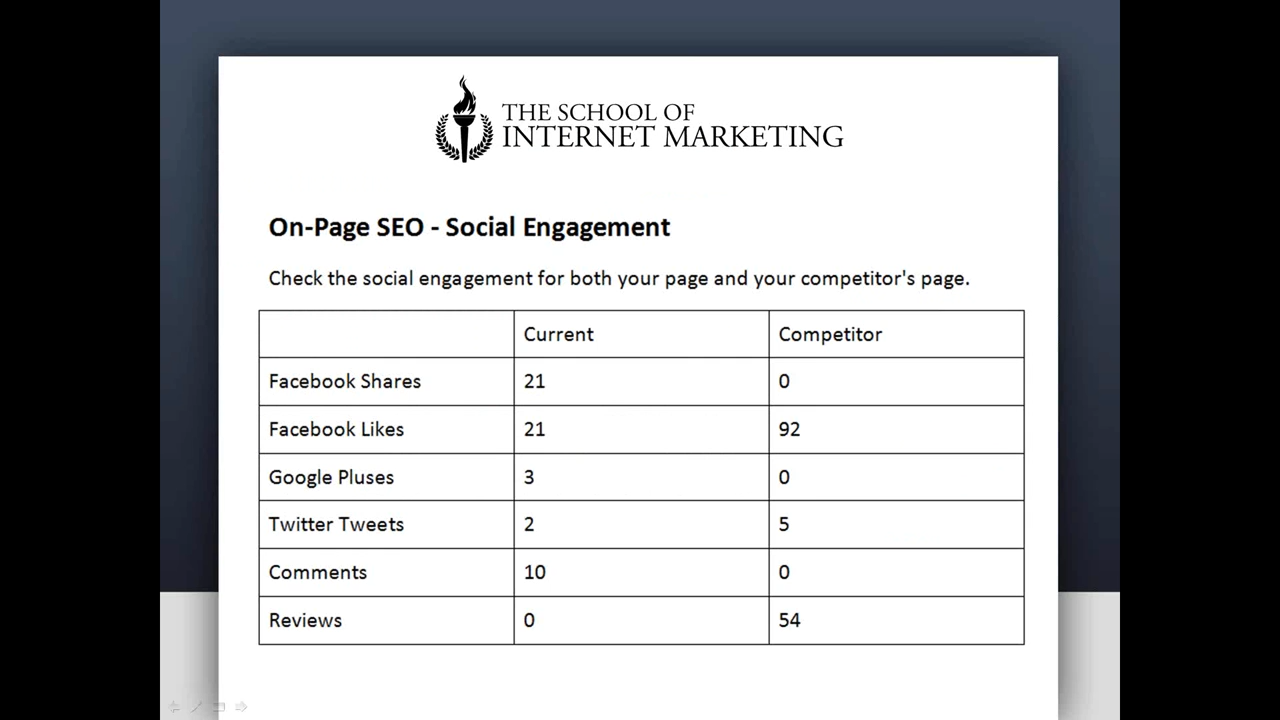 THE SCHOOL OF
INTERNET MARKETING
On-Page SEO - Social Engagement
Check the social engagement for both your page and your competitor's page.
Current Competitor
Facebook Shares 21 0
Facebook Likes 21 92
Google Pluses 3 0
Twitter Tweets 2 5
Comments 10 0
Reviews 0 54